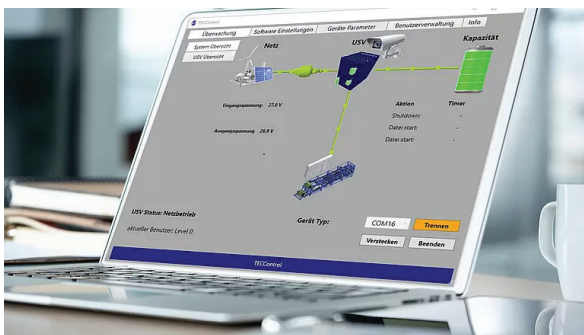 TECControl
Überwachung Software Einstellungen Geräte Parameter Benutzerverwaltung Info
System Übersicht
USV Übersicht
Netz
USV
Kapazität
Eingangsspannung: 27,0 V
Ausgangsspannung 26,9 V
-
Aktion Timer
Shutdown: -
Datei start: -
Datei start: -
USV Status: Netzbetrieb
aktueller Benutzer: Level 0
Gerät Typ:
COM16
Trennen
Verstecken
Beenden
TECControl